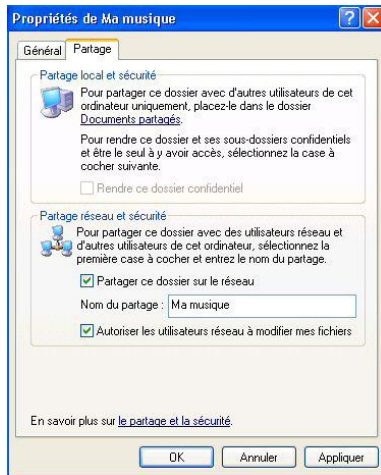 Propriétés de Ma musique
Général
Partage
Partage local et sécurité
Pour partager ce dossier avec d'autres utilisateurs de cet
ordinateur uniquement, placez-le dans le dossier
Documents partagés.
Pour rendre ce dossier et ses sous-dossiers confidentiels
et être le seul à y avoir accès, sélectionnez la case à
cocher suivante.
Rendre ce dossier confidentiel
Partage réseau et sécurité
Pour partager ce dossier avec des utilisateurs réseau et
d'autres utilisateurs de cet ordinateur, sélectionnez la
première case à cocher et entrez le nom du partage.
Partager ce dossier sur le réseau
Nom du partage : Ma musique
Autoriser les utilisateurs réseau à modifier mes fichiers
En savoir plus sur le partage et la sécurité.
OK Annuler Appliquer